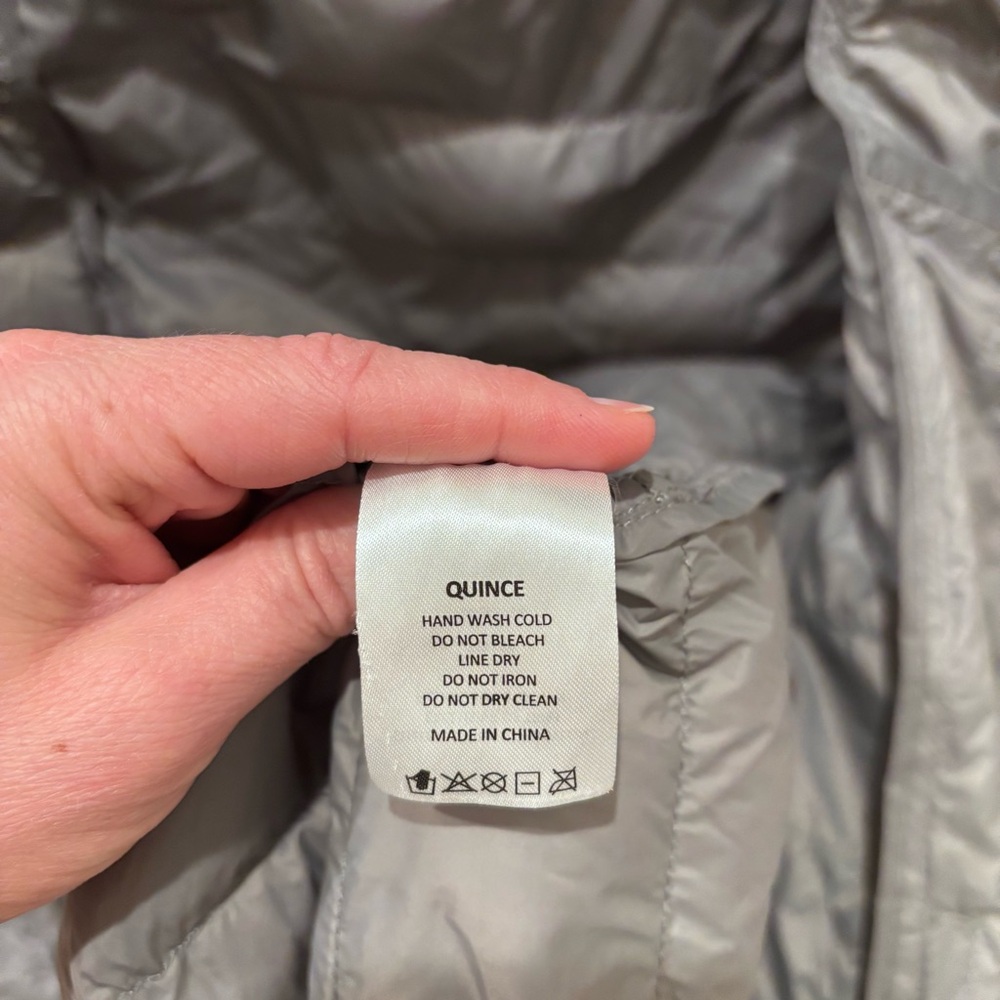 QUINCE
HAND WASH COLD
DO NOT BLEACH
LINE DRY
DO NOT IRON
DO NOT DRY CLEAN
MADE IN CHINA